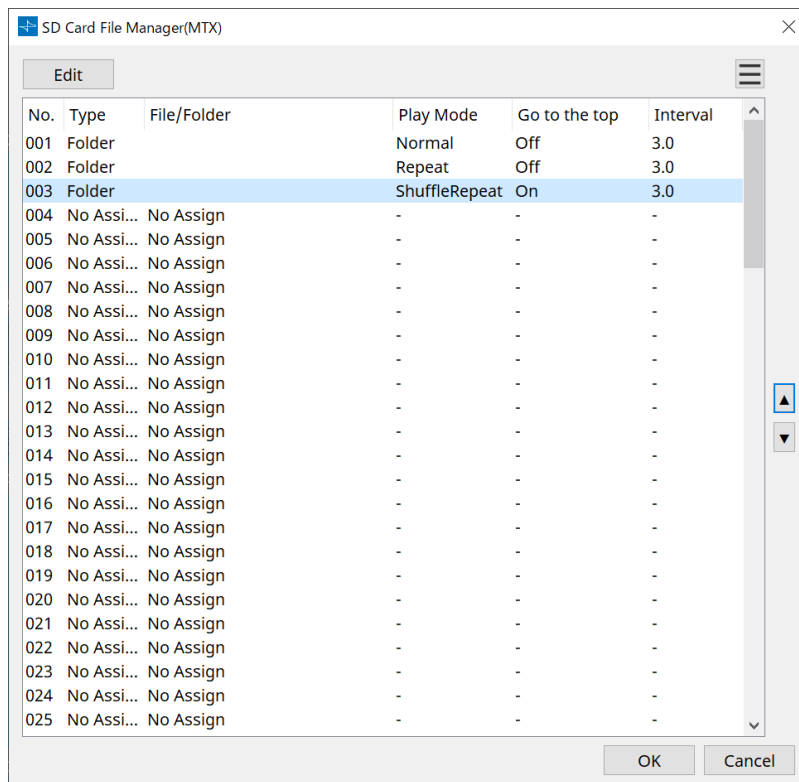 SD Card File Manager(MTX)
Edit
No. Type File/Folder Play Mode Go to the top Interval
001 Folder Normal Off 3.0
002 Folder Repeat Off 3.0
003 Folder ShuffleRepeat On 3.0
004 No Assi... No Assign - - -
005 No Assi... No Assign - - -
006 No Assi... No Assign - - -
007 No Assi... No Assign - - -
008 No Assi... No Assign - - -
009 No Assi... No Assign - - -
010 No Assi... No Assign - - -
011 No Assi... No Assign - - -
012 No Assi... No Assign - - -
013 No Assi... No Assign - - -
014 No Assi... No Assign - - -
015 No Assi... No Assign - - -
016 No Assi... No Assign - - -
017 No Assi... No Assign - - -
018 No Assi... No Assign - - -
019 No Assi... No Assign - - -
020 No Assi... No Assign - - -
021 No Assi... No Assign - - -
022 No Assi... No Assign - - -
023 No Assi... No Assign - - -
024 No Assi... No Assign - - -
025 No Assi... No Assign - - -
OK Cancel